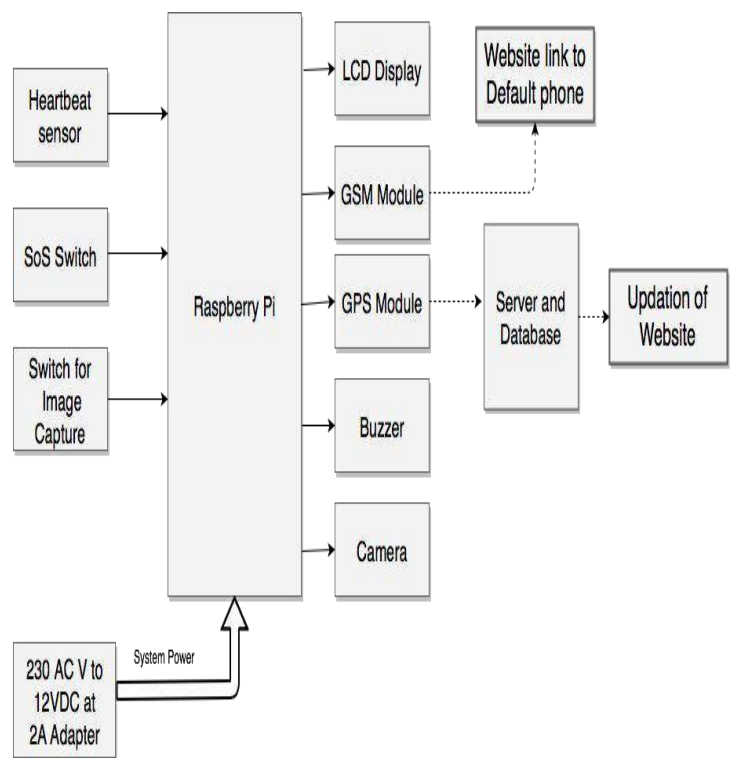 Heartbeat
sensor
SoS Switch
Switch for
Image
Capture
230 AC V to
12VDC at
2A Adapter
System Power
Raspberry Pi
LCD Display
GSM Module
GPS Module
Buzzer
Camera
Website link to
Default phone
Server and
Database
Updation of
Website